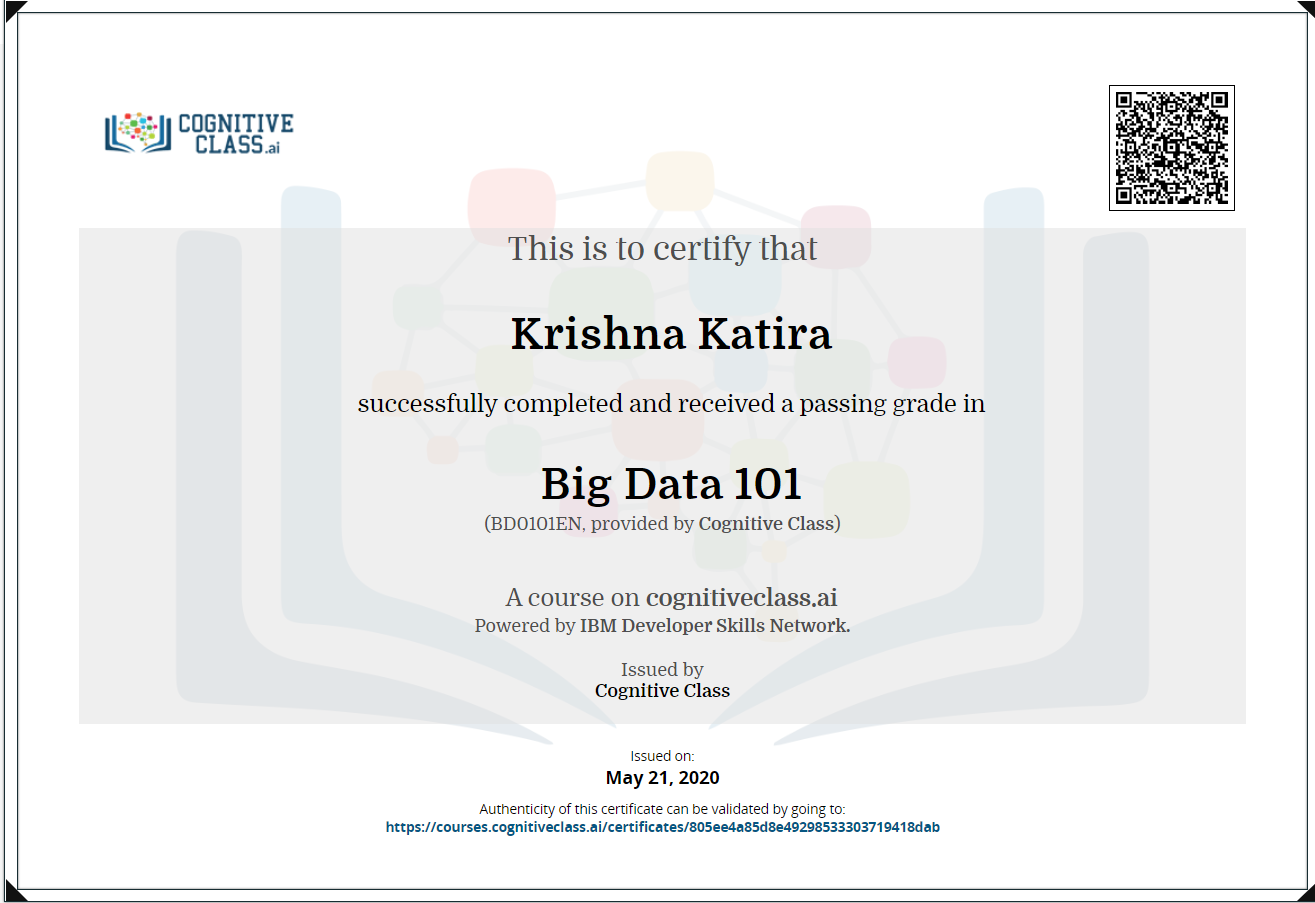 COGNITIVE
CLASS.ai
This is to certify that
Krishna Katira
successfully completed and received a passing grade in
Big Data 101
(BD0101EN, provided by Cognitive Class)
A course on cognitiveclass.ai
Powered by IBM Developer Skills Network.
Issued by
Cognitive Class
Issued on:
May 21, 2020
Authenticity of this certificate can be validated by going to:
https://courses.cognitiveclass.ai/certificates/805ee4a85d8e49298533303719418dab